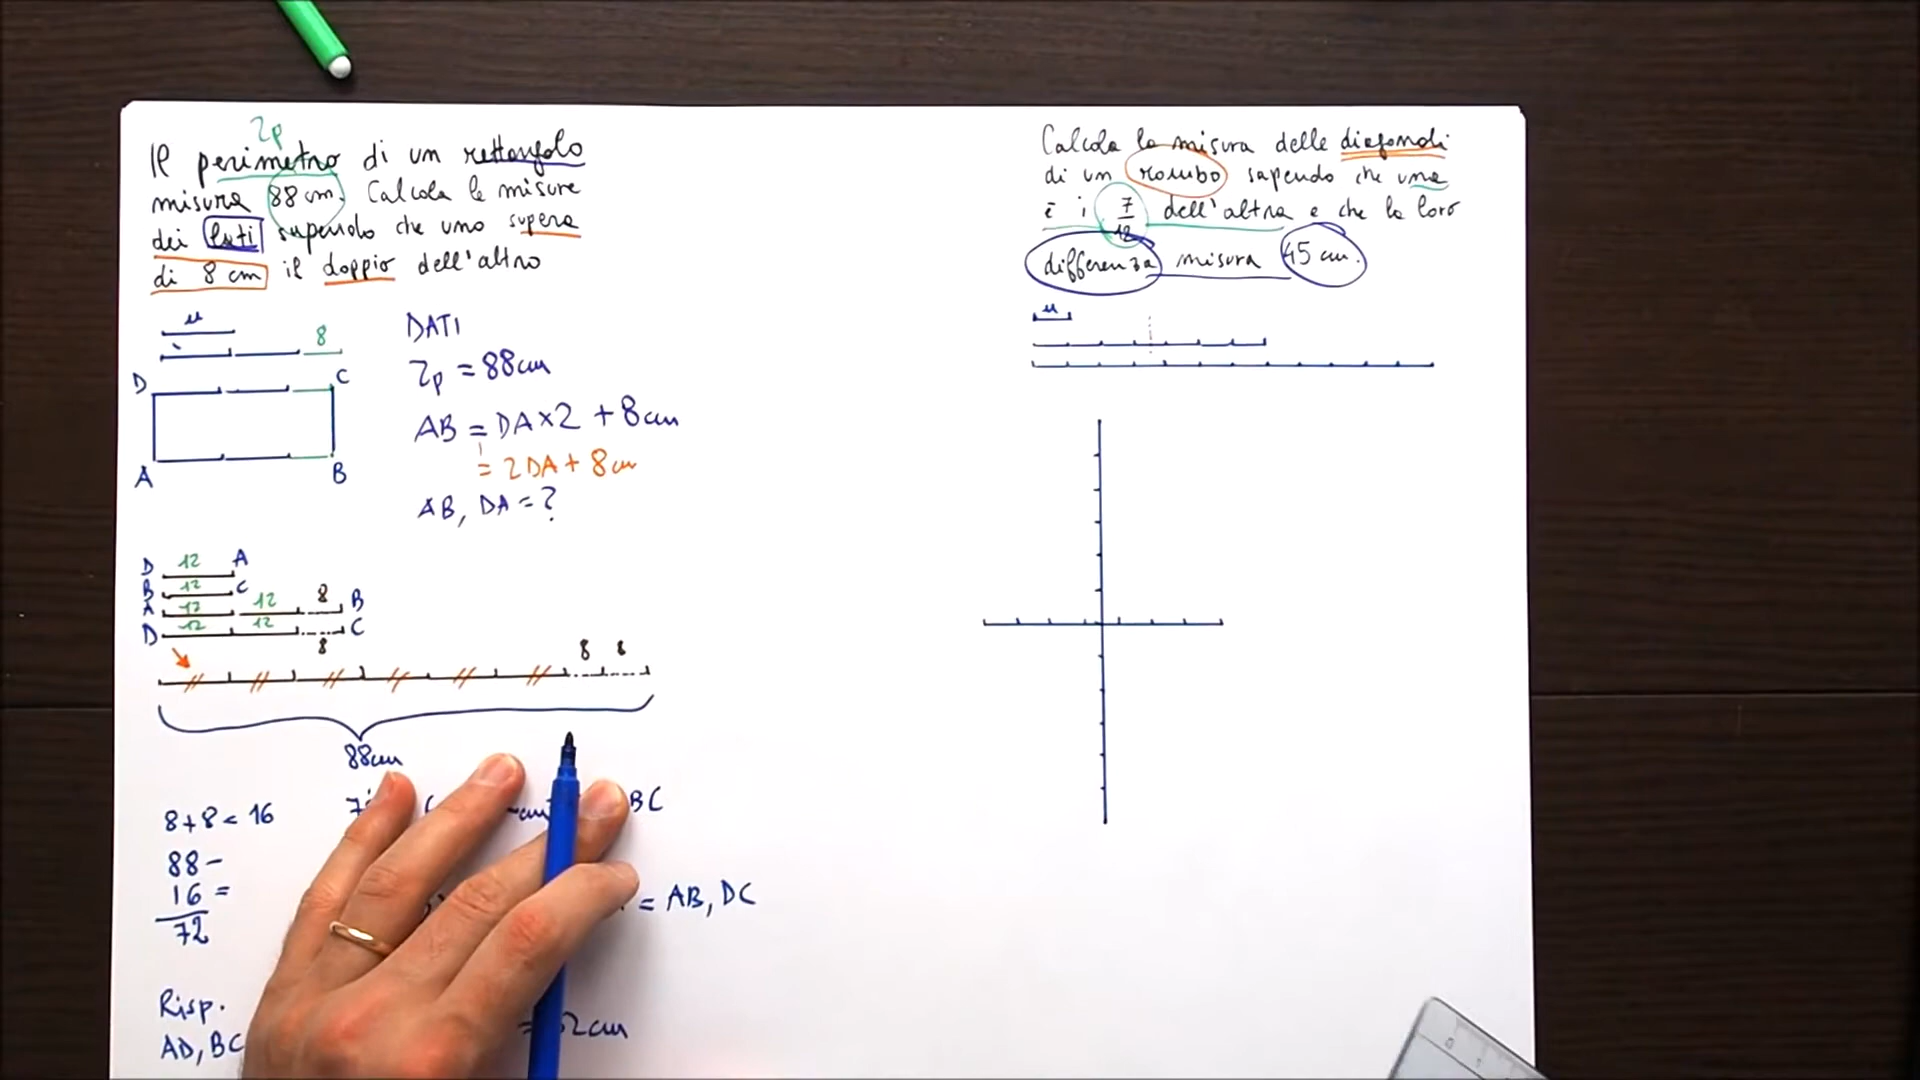 2p
Il perimetro di un rettangolo
misura 88 cm. Calcola le misure
dei lati sapendo che uno supera
di 8 cm il doppio dell'altro
u
8
D C
A B
DATI
2p = 88cm
AB = DA×2 + 8cm
= 2DA + 8cm
AB, DA = ?
D 12 A
B 12 C
A 12 12 8 B
D 12 12 8 C
8 8
88cm
8+8 = 16
88 -
16 =
72
BC
= AB, DC
Risp.
AD, BC
= 32cm
Calcola la misura delle diagonali
di un rombo sapendo che una
è i 7/12 dell'altra e che la loro
differenza misura 45 cm.
u
0 1